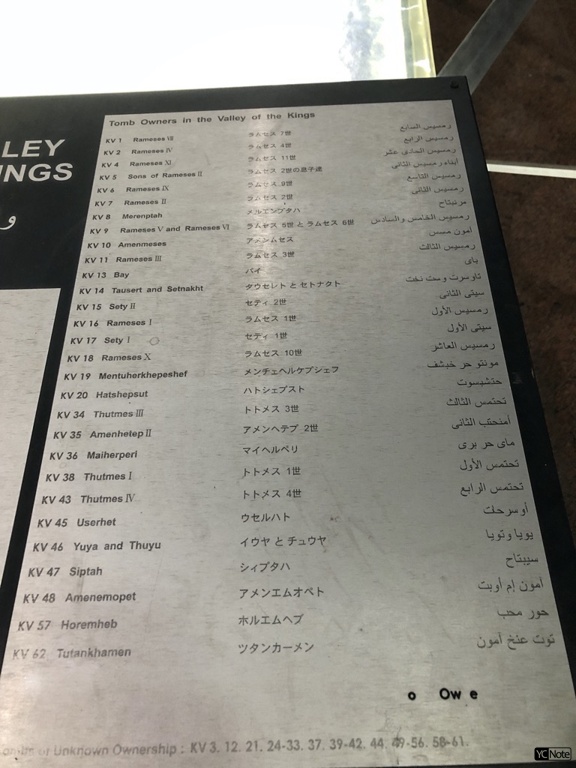 LLEY
INGS
و
Tomb Owners in the Valley of the Kings
KV 1 Rameses Ⅶ ラムセス 7世 رمسيس السابع
KV 2 Rameses Ⅳ ラムセス 4世 رمسيس الرابع
KV 4 Rameses Ⅺ ラムセス 11世 رمسيس الحادى عشر
KV 5 Sons of Rameses Ⅱ ラムセス 2世の息子達 أبناء رمسيس الثانى
KV 6 Rameses Ⅸ ラムセス 9世 رمسيس التاسع
KV 7 Rameses Ⅱ ラムセス 2世 رمسيس الثانى
KV 8 Merenptah メルエンプタハ مرنبتاح
KV 9 Rameses Ⅴ and Rameses Ⅵ ラムセス 5世 と ラムセス 6世 رمسيس الخامس والسادس
KV 10 Amenmeses アメンムセス أمون مسس
KV 11 Rameses Ⅲ ラムセス 3世 رمسيس الثالث
KV 13 Bay バイ باى
KV 14 Tausert and Setnakht タウセレト と セトナクト تاوسرت وست نخت
KV 15 Sety Ⅱ セティ 2世 سيتى الثانى
KV 16 Rameses Ⅰ ラムセス 1世 رمسيس الأول
KV 17 Sety Ⅰ セティ 1世 سيتى الأول
KV 18 Rameses Ⅹ ラムセス 10世 رمسيس العاشر
KV 19 Mentuherkhepeshef メンチェヘルケプシェフ مونتو حر خبشف
KV 20 Hatshepsut ハトシェプスト حتشبسوت
KV 34 Thutmes Ⅲ トトメス 3世 تحتمس الثالث
KV 35 Amenhetep Ⅱ アメンヘテプ 2世 أمنحتب الثانى
KV 36 Maiherperi マイヘルペリ ماى حر برى
KV 38 Thutmes Ⅰ トトメス 1世 تحتمس الأول
KV 43 Thutmes Ⅳ トトメス 4世 تحتمس الرابع
KV 45 Userhet ウセルハト أوسرحات
KV 46 Yuya and Thuyu イウヤ と チュウヤ يويا وتويا
KV 47 Siptah シィプタハ سيبتاح
KV 48 Amenemopet アメンエムオペト أمون إم أوبت
KV 57 Horemheb ホルエムヘブ حور محب
KV 62 Tutankhamen ツタンカーメン توت عنخ أمون
o Ow e
Tombs of Unknown Ownership : KV 3. 12. 21. 24-33. 37. 39-42. 44. 49-56. 58-61.
YC Note